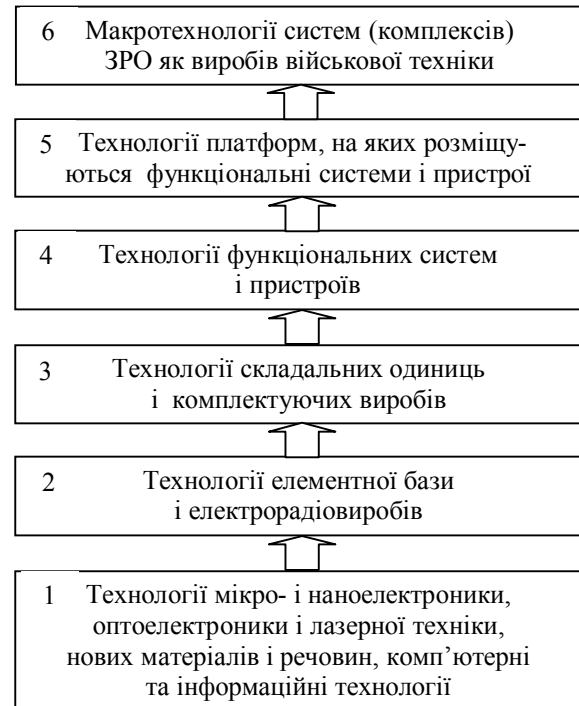 6 Макротехнології систем (комплексів)
ЗРО як виробів військової техніки
5 Технології платформ, на яких розміщу-
ються функціональні системи і пристрої
4 Технології функціональних систем
і пристроїв
3 Технології складальних одиниць
і комплектуючих виробів
2 Технології елементної бази
і електрорадіовиробів
1 Технології мікро- і наноелектроники,
оптоелектроники і лазерної техніки,
нових матеріалів і речовин, комп’ютерні
та інформаційні технології